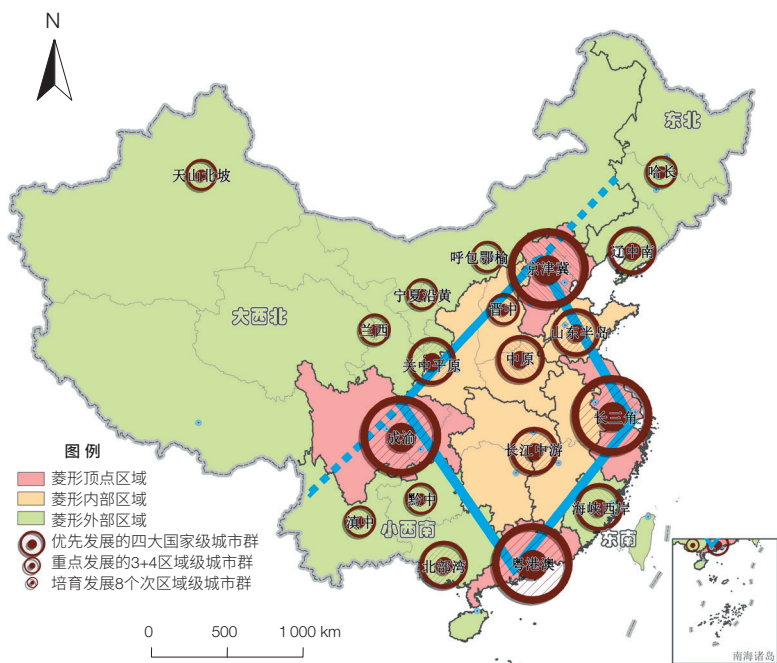 N
东北
哈长
天山北坡
辽中南
呼包鄂榆
京津冀
宁夏沿黄
晋中
大西北
兰西
山东半岛
关中平原
中原
长三角
成渝
长江中游
图例
菱形顶点区域
菱形内部区域
菱形外部区域
优先发展的四大国家级城市群
重点发展的3+4区域级城市群
培育发展8个次区域级城市群
黔中
滇中
小西南
海峡西岸
东南
北部湾
粤港澳
0 500 1 000 km
南海诸岛